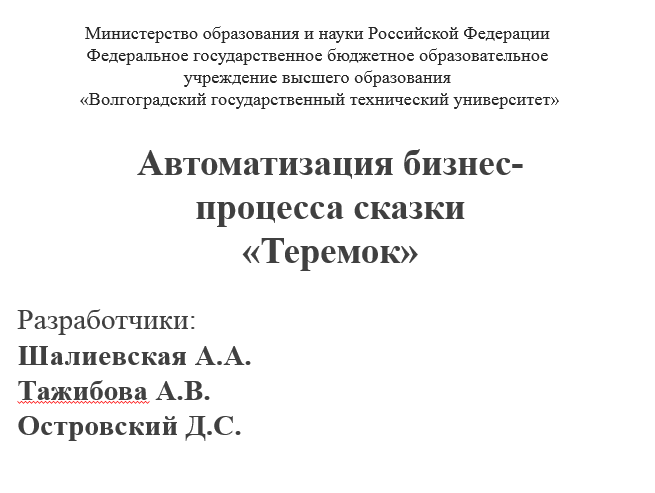 Министерство образования и науки Российской Федерации
Федеральное государственное бюджетное образовательное
учреждение высшего образования
«Волгоградский государственный технический университет»
Автоматизация бизнес-
процесса сказки
«Теремок»
Разработчики:
Шалиевская А.А.
Тажибова А.В.
Островский Д.С.